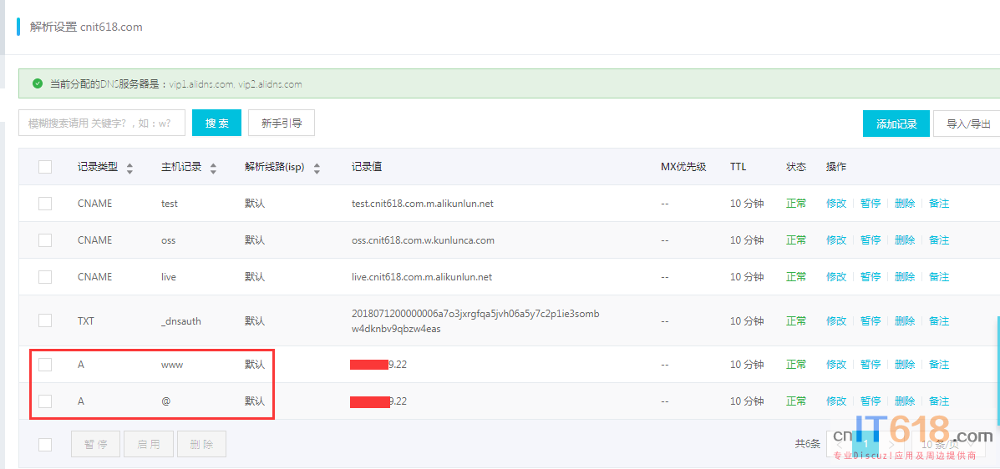 解析设置 cnit618.com
当前分配的DNS服务器是：vip1.alidns.com, vip2.alidns.com
模糊搜索请用 关键字? ，如：w? 搜 索 新手引导 添加记录 导入/导出
记录类型 主机记录 解析线路(isp) 记录值 MX优先级 TTL 状态 操作
CNAME test 默认 test.cnit618.com.m.alikunlun.net -- 10 分钟 正常 修改 暂停 删除 备注
CNAME oss 默认 oss.cnit618.com.w.kunlunca.com -- 10 分钟 正常 修改 暂停 删除 备注
CNAME live 默认 live.cnit618.com.m.alikunlun.net -- 10 分钟 正常 修改 暂停 删除 备注
TXT _dnsauth 默认 2018071200000006a7o3jxrgfqa5jvh06a5y7c2p1ie3somb -- 10 分钟 正常 修改 暂停 删除 备注
w4dknbv9qbzw4eas
A www 默认 9.22 -- 10 分钟 正常 修改 暂停 删除 备注
A @ 默认 9.22 -- 10 分钟 正常 修改 暂停 删除 备注
暂 停 启 用 删 除 共6条 < 1 > 10 条/页
cnIT618.com
专业Discuz!应用及周边提供商